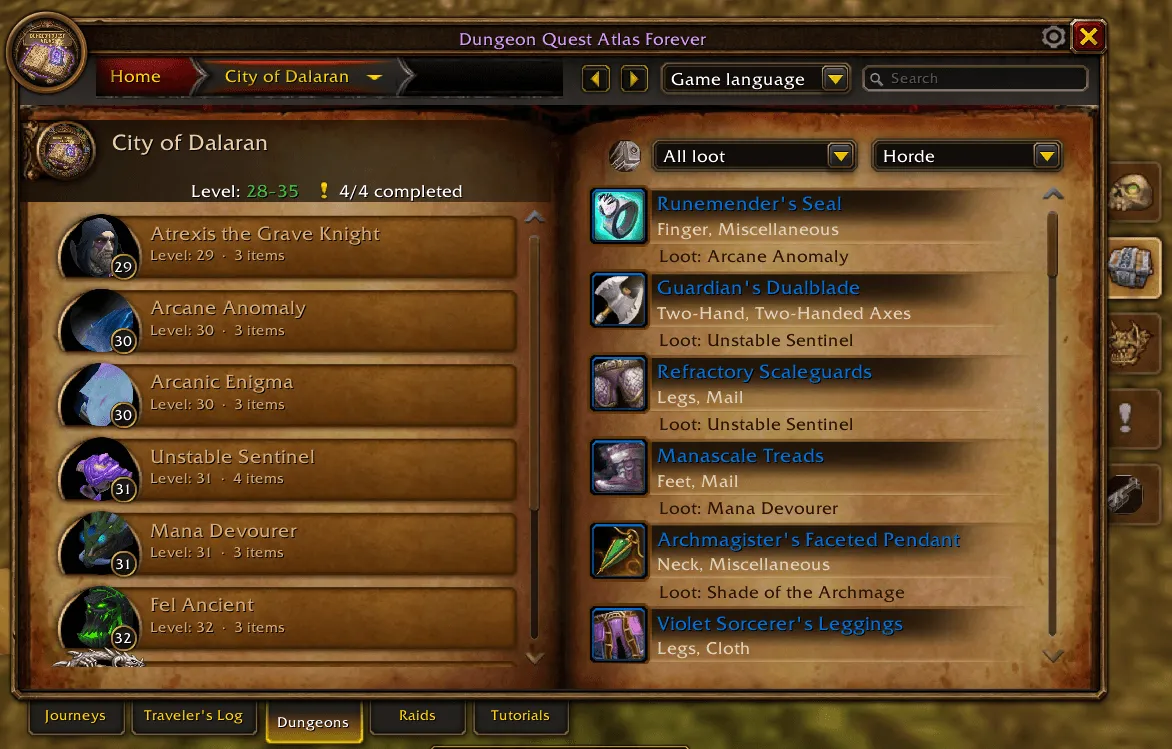 Dungeon Quest Atlas Forever
Home
City of Dalaran
Game language
Search
City of Dalaran
Level: 28-35 ! 4/4 completed
Atrexis the Grave Knight
Level: 29 · 3 items
29
Arcane Anomaly
Level: 30 · 3 items
30
Arcanic Enigma
Level: 30 · 3 items
30
Unstable Sentinel
Level: 31 · 4 items
31
Mana Devourer
Level: 31 · 3 items
31
Fel Ancient
Level: 32 · 3 items
32
All loot
Horde
Runemender's Seal
Finger, Miscellaneous
Loot: Arcane Anomaly
Guardian's Dualblade
Two-Hand, Two-Handed Axes
Loot: Unstable Sentinel
Refractory Scaleguards
Legs, Mail
Loot: Unstable Sentinel
Manascale Treads
Feet, Mail
Loot: Mana Devourer
Archmagister's Faceted Pendant
Neck, Miscellaneous
Loot: Shade of the Archmage
Violet Sorcerer's Leggings
Legs, Cloth
Journeys
Traveler's Log
Dungeons
Raids
Tutorials